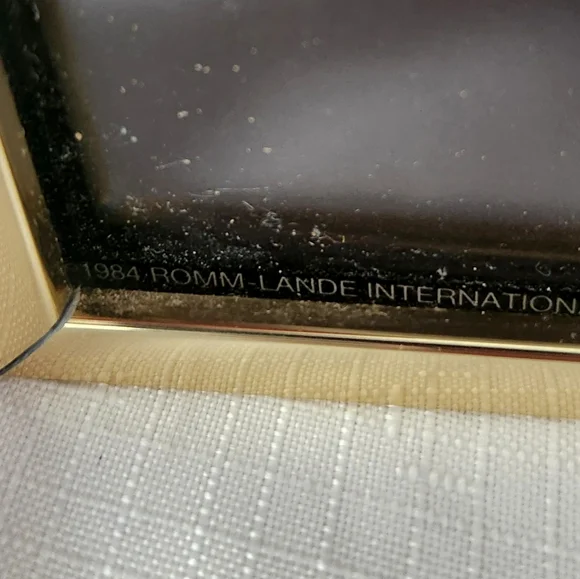 1984 ROMM-LANDE INTERNATION